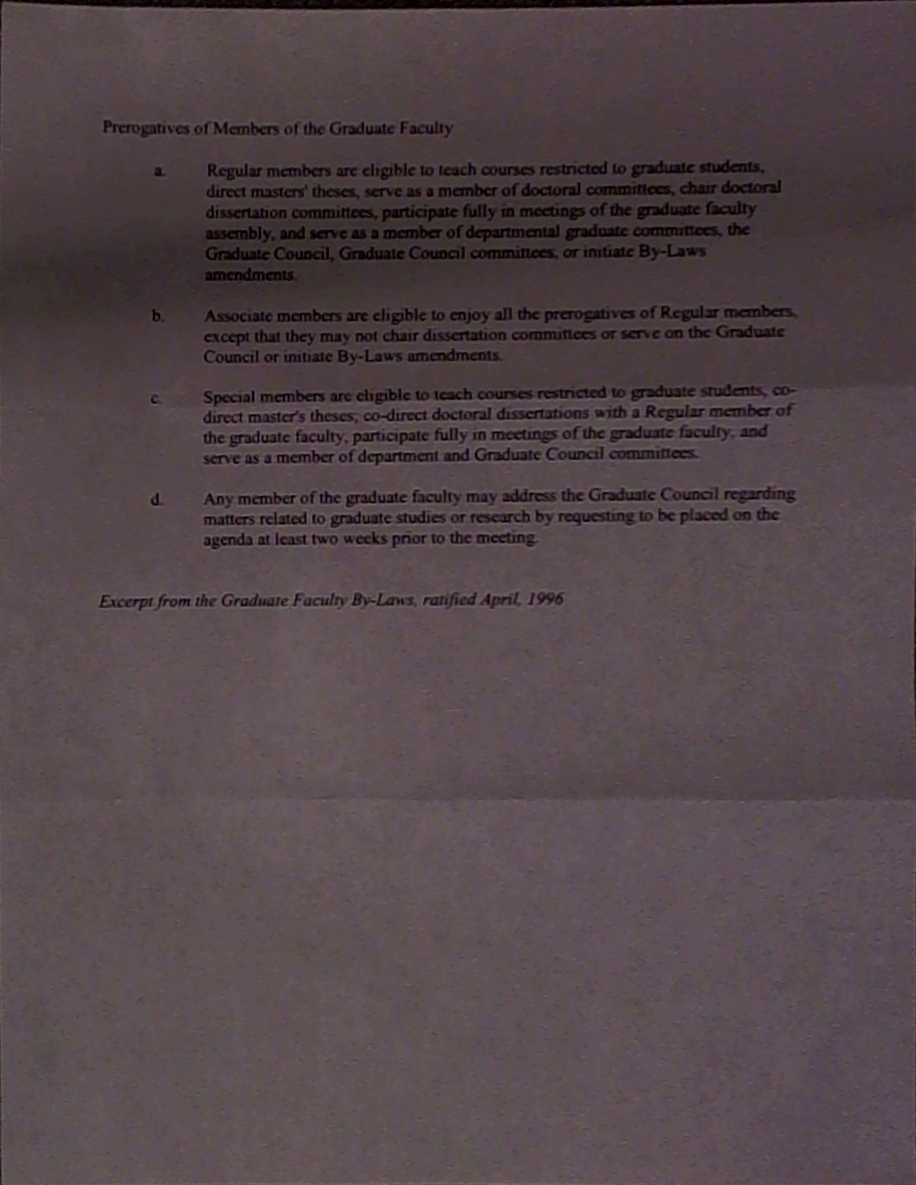 Prerogatives of Members of the Graduate Faculty
a. Regular members are eligible to teach courses restricted to graduate students,
direct masters' theses, serve as a member of doctoral committees, chair doctoral
dissertation committees, participate fully in meetings of the graduate faculty
assembly, and serve as a member of departmental graduate committees, the
Graduate Council, Graduate Council committees, or initiate By-Laws
amendments.
b. Associate members are eligible to enjoy all the prerogatives of Regular members,
except that they may not chair dissertation committees or serve on the Graduate
Council or initiate By-Laws amendments.
c. Special members are eligible to teach courses restricted to graduate students, co-
direct master's theses, co-direct doctoral dissertations with a Regular member of
the graduate faculty, participate fully in meetings of the graduate faculty, and
serve as a member of department and Graduate Council committees.
d. Any member of the graduate faculty may address the Graduate Council regarding
matters related to graduate studies or research by requesting to be placed on the
agenda at least two weeks prior to the meeting.
Excerpt from the Graduate Faculty By-Laws, ratified April, 1996